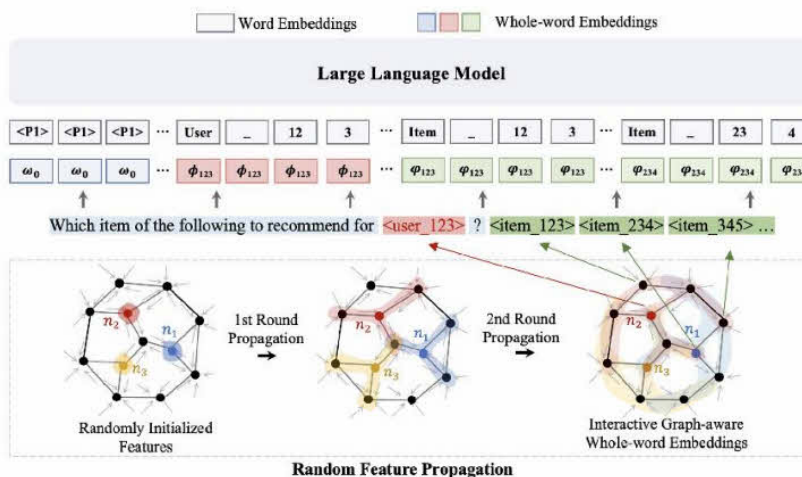 Word Embeddings Whole-word Embeddings
Large Language Model
<P1> <P1> <P1> ... User _ 12 3 ... Item _ 12 3 ... Item _ 23 4
ω0 ω0 ω0 ... ϕ123 ϕ123 ϕ123 ϕ123 ... φ123 φ123 φ123 φ123 ... φ234 φ234 φ234 φ23
Which item of the following to recommend for <user_123> ? <item_123> <item_234> <item_345> ...
n2 n1 n3
1st Round
Propagation
n2 n1 n3
2nd Round
Propagation
n2 n1 n3
Randomly Initialized
Features
Interactive Graph-aware
Whole-word Embeddings
Random Feature Propagation